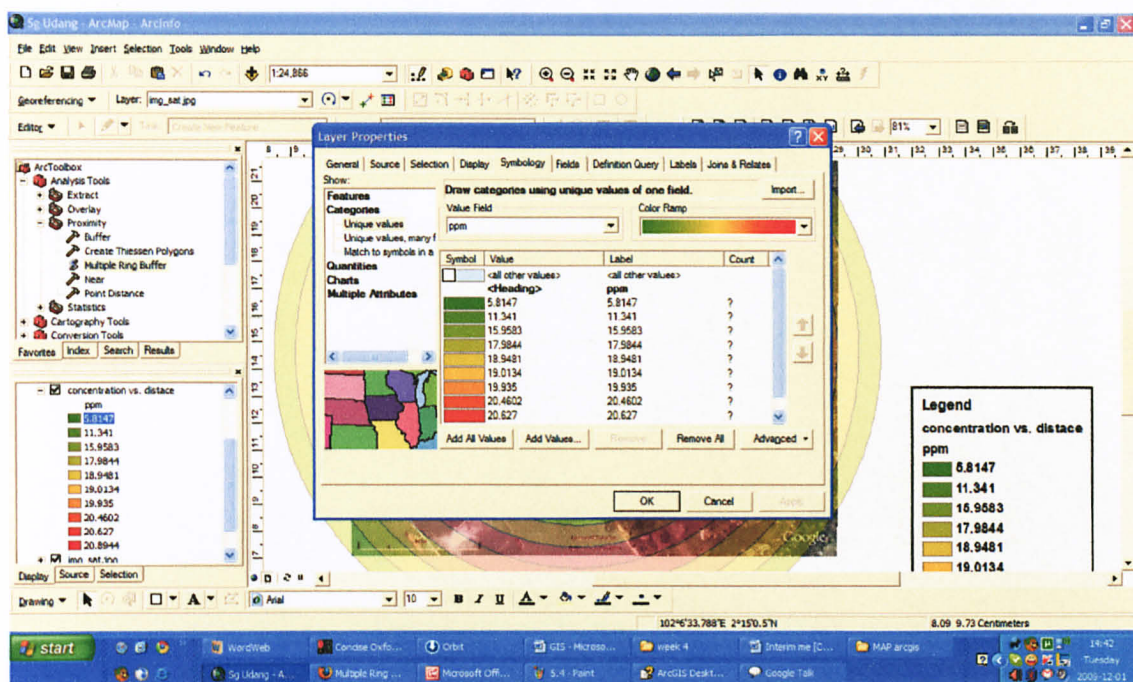 Sg Udang - ArcMap - ArcInfo
File Edit View Insert Selection Tools Window Help
1:24,866
Georeferencing Layer: img_sat.jpg
Editor Task: Create New Feature
81%
Layer Properties
General Source Selection Display Symbology Fields Definition Query Labels Joins & Relates
Show:
Features
Categories
Unique values
Unique values, many f
Match to symbols in a
Quantities
Charts
Multiple Attributes
Draw categories using unique values of one field.
Import...
Value Field
ppm
Color Ramp
Symbol Value Label Count
<all other values> <all other values>
<Heading> ppm
5.8147 5.8147 ?
11.341 11.341 ?
15.9583 15.9583 ?
17.9844 17.9844 ?
18.9481 18.9481 ?
19.0134 19.0134 ?
19.935 19.935 ?
20.4602 20.4602 ?
20.627 20.627 ?
Add All Values Add Values... Remove Remove All Advanced
OK Cancel Apply
ArcToolbox
Analysis Tools
Extract
Overlay
Proximity
Buffer
Create Thiessen Polygons
Multiple Ring Buffer
Near
Point Distance
Statistics
Cartography Tools
Conversion Tools
Favorites Index Search Results
concentration vs. distace
ppm
5.8147
11.341
15.9583
17.9844
18.9481
19.0134
19.935
20.4602
20.627
20.8944
img_sat.jpg
Display Source Selection
Google
Legend
concentration vs. distace
ppm
5.8147
11.341
15.9583
17.9844
18.9481
19.0134
Drawing A Arial 10 B I U A
102°6'33.788"E 2°15'0.5"N 8.09 9.73 Centimeters
start
WordWeb
Concise Oxfo...
Orbit
GIS - Microso...
week 4
Interim me [C...
MAP arcgis
Sg Udang - A...
Multiple Ring ...
Microsoft Off...
5.4 - Paint
ArcGIS Deskt...
Google Talk
14:42
Tuesday
2009-12-01